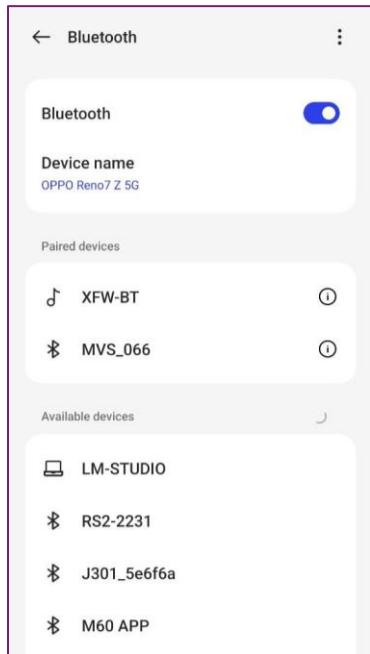 Bluetooth
Bluetooth
Device name
OPPO Reno7 Z 5G
Paired devices
XFW-BT
MVS_066
Available devices
LM-STUDIO
RS2-2231
J301_5e6f6a
M60 APP